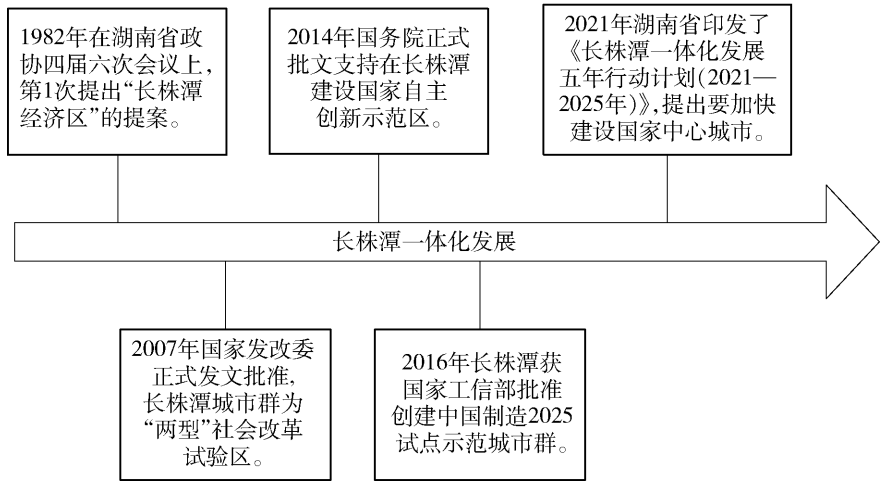 1982年在湖南省政
协四届六次会议上，
第1次提出“长株潭
经济区”的提案。
2014年国务院正式
批文支持在长株潭
建设国家自主
创新示范区。
2021年湖南省印发了
《长株潭一体化发展
五年行动计划(2021—
2025年)》，提出要加快
建设国家中心城市。
长株潭一体化发展
2007年国家发改委
正式发文批准，
长株潭城市群为
“两型”社会改革
试验区。
2016年长株潭获
国家工信部批准
创建中国制造2025
试点示范城市群。